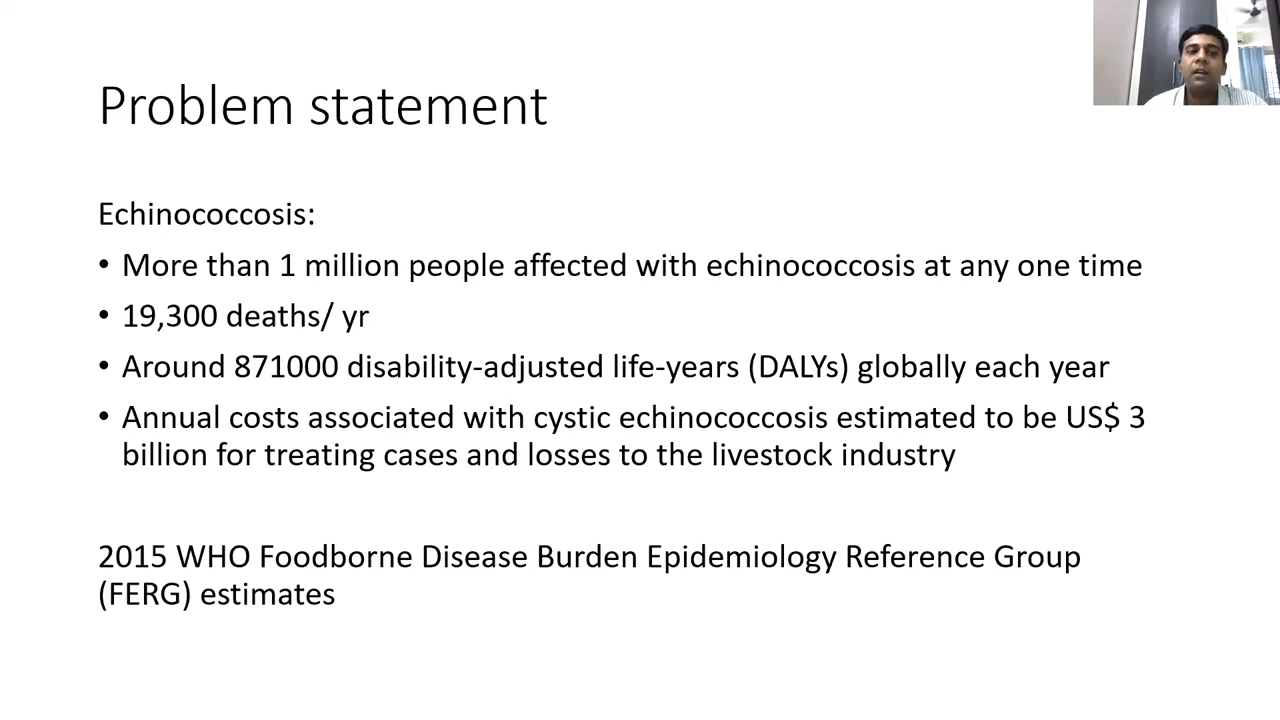 Problem statement
Echinococcosis:
• More than 1 million people affected with echinococcosis at any one time
• 19,300 deaths/ yr
• Around 871000 disability-adjusted life-years (DALYs) globally each year
• Annual costs associated with cystic echinococcosis estimated to be US$ 3
billion for treating cases and losses to the livestock industry
2015 WHO Foodborne Disease Burden Epidemiology Reference Group
(FERG) estimates